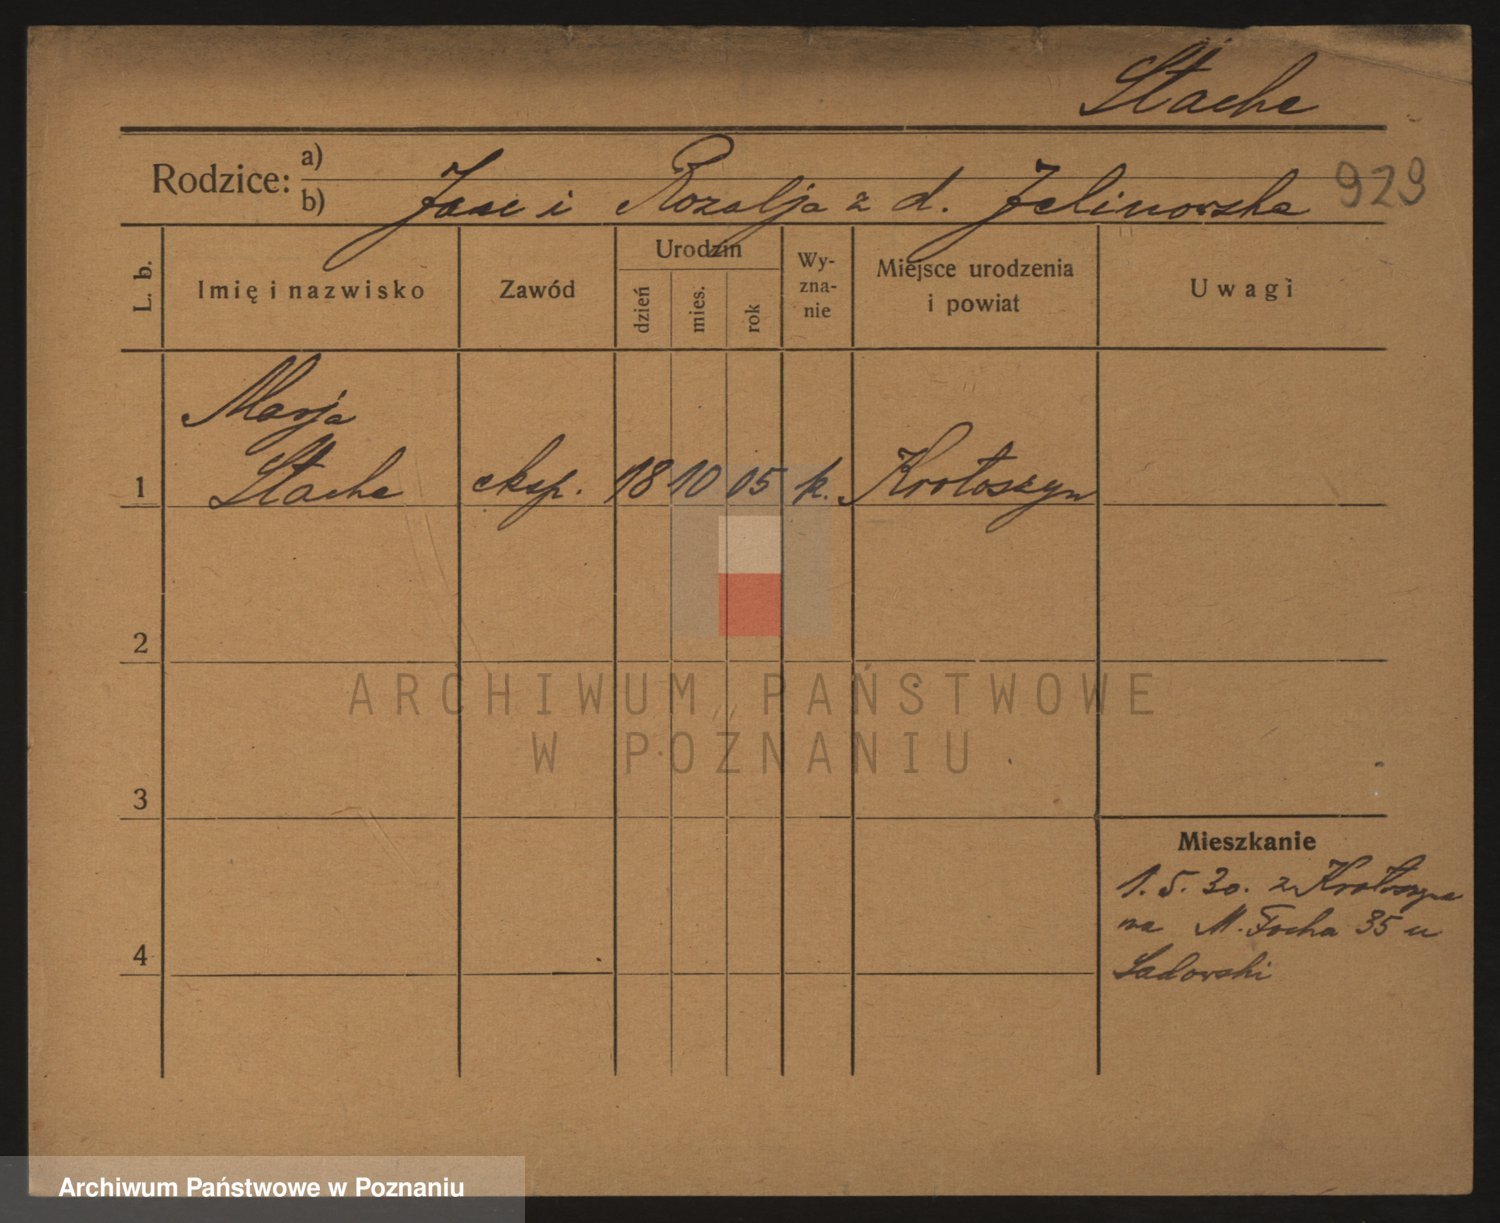 Stache
Rodzice: a)
b) i Rozalja z d. Jelinowska 929
L. b.
Imię i nazwisko
Zawód
Urodzin
dzień
mies.
rok
Wy-
zna-
nie
Miejsce urodzenia
i powiat
Uwagi
Marja
1 Stache eksp. 18 10 05 k. Krotoszyn
2
ARCHIWUM PAŃSTWOWE
W POZNANIU
3
Mieszkanie
1.5.30. z Krotoszyna
4 na M. Focha 35 u
Sadowski
Archiwum Państwowe w Poznaniu